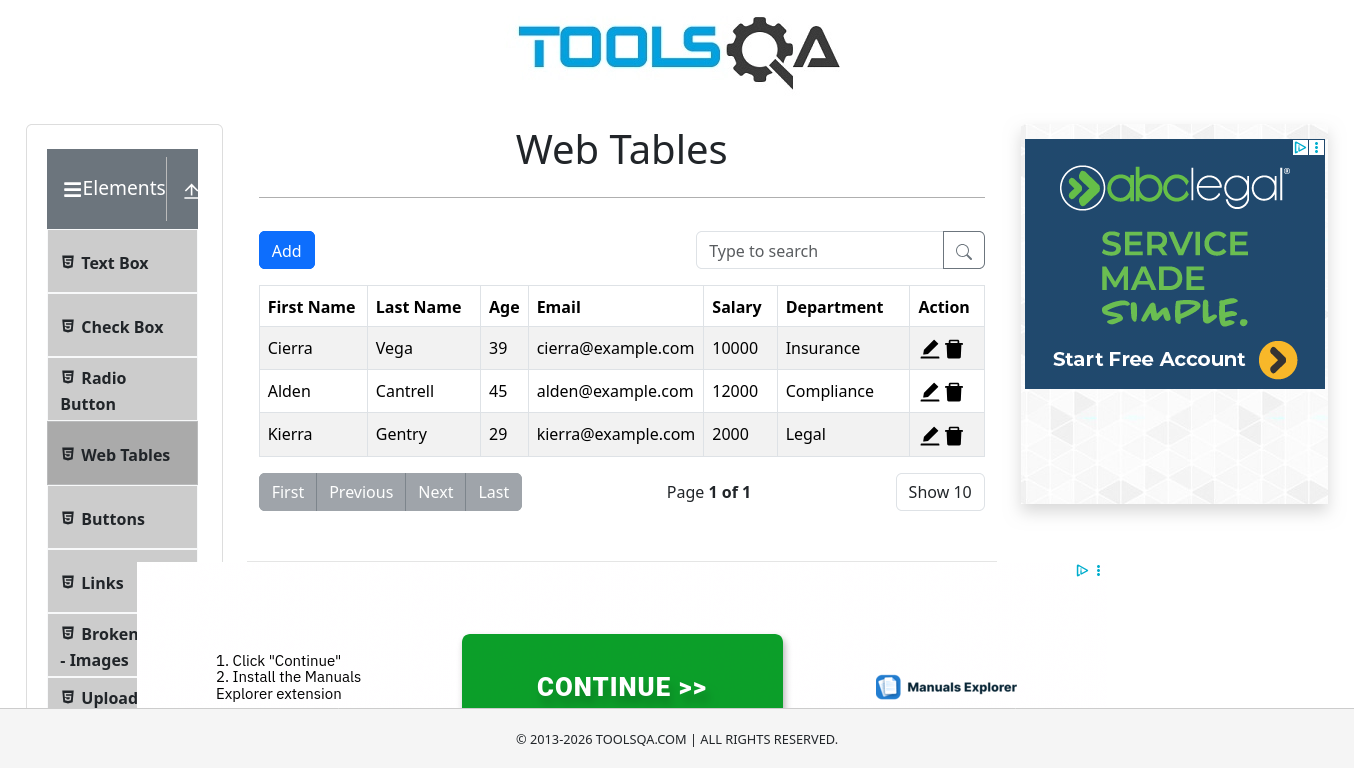 TOOLSQA
Web Tables
Elements
Text Box
Check Box
Radio
Button
Web Tables
Buttons
Links
Broken
- Images
Upload
Add
Type to search
First Name Last Name Age Email Salary Department Action
Cierra Vega 39 cierra@example.com 10000 Insurance
Alden Cantrell 45 alden@example.com 12000 Compliance
Kierra Gentry 29 kierra@example.com 2000 Legal
First Previous Next Last
Page 1 of 1
Show 10
abclegal®
SERVICE
MADE
SIMPLE.
Start Free Account
1. Click "Continue"
2. Install the Manuals
Explorer extension
CONTINUE >>
Manuals Explorer
© 2013-2026 TOOLSQA.COM | ALL RIGHTS RESERVED.